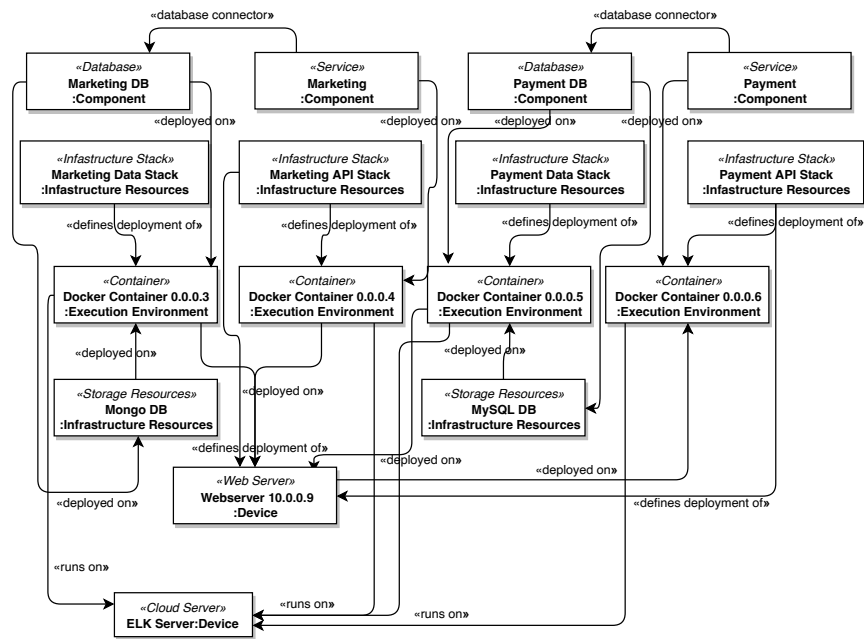 «database connector»
«database connector»
«Database»
Marketing DB
:Component
«Service»
Marketing
:Component
«Database»
Payment DB
:Component
«Service»
Payment
:Component
«deployed on»
«deployed on»
«deployed on»
«deployed on»
«Infastructure Stack»
Marketing Data Stack
:Infastructure Resources
«Infastructure Stack»
Marketing API Stack
:Infastructure Resources
«Infastructure Stack»
Payment Data Stack
:Infastructure Resources
«Infastructure Stack»
Payment API Stack
:Infastructure Resources
«defines deployment of»
«defines deployment of»
«defines deployment of»
«defines deployment of»
«Container»
Docker Container 0.0.0.3
:Execution Environment
«Container»
Docker Container 0.0.0.4
:Execution Environment
«Container»
Docker Container 0.0.0.5
:Execution Environment
«Container»
Docker Container 0.0.0.6
:Execution Environment
«deployed on»
«deployed on»
«deployed on»
«Storage Resources»
Mongo DB
:Infrastructure Resources
«Storage Resources»
MySQL DB
:Infrastructure Resources
«defines deployment of»
«deployed on»
«deployed on»
«Web Server»
Webserver 10.0.0.9
:Device
«deployed on»
«defines deployment of»
«runs on»
«Cloud Server»
ELK Server:Device
«runs on»
«runs on»